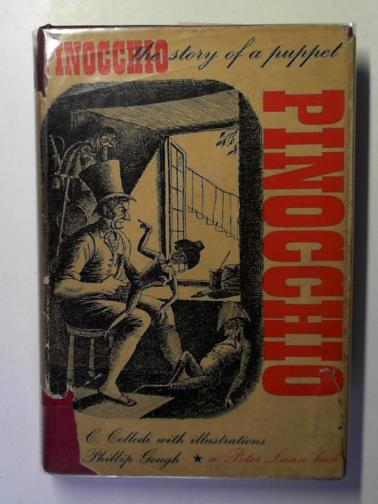 PINOCCHIO the story of a puppet
PINOCCHIO
C. Collodi with illustrations
Phillip Gough ★ a Peter Lunn book